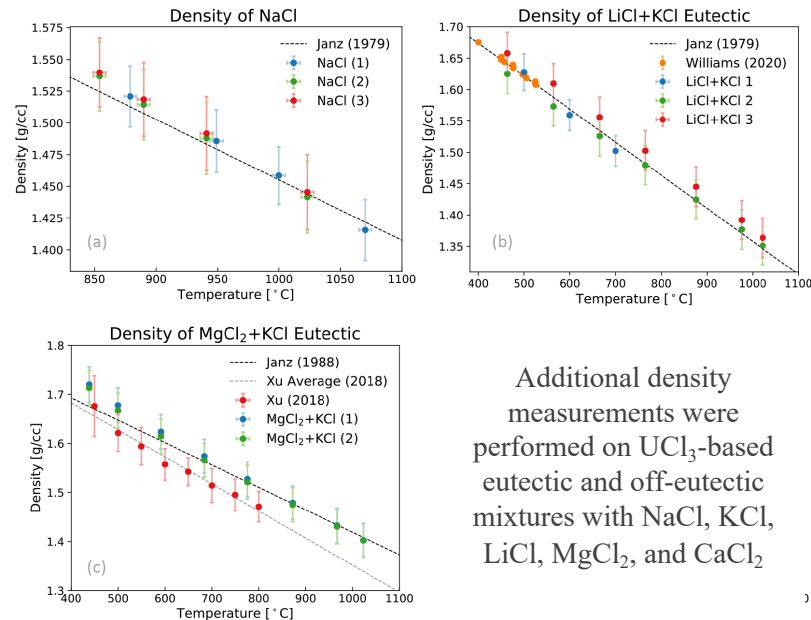 Density of NaCl
1.575
1.550
1.525
1.500
1.475
1.450
1.425
1.400
Density [g/cc]
850 900 950 1000 1050 1100
Temperature [°C]
Janz (1979)
NaCl (1)
NaCl (2)
NaCl (3)
(a)
Density of LiCl+KCl Eutectic
1.70
1.65
1.60
1.55
1.50
1.45
1.40
1.35
Density [g/cc]
400 500 600 700 800 900 1000 1100
Temperature [°C]
Janz (1979)
Williams (2020)
LiCl+KCl 1
LiCl+KCl 2
LiCl+KCl 3
(b)
Density of MgCl₂+KCl Eutectic
1.8
1.7
1.6
1.5
1.4
1.3
Density [g/cc]
400 500 600 700 800 900 1000 1100
Temperature [°C]
Janz (1988)
Xu Average (2018)
Xu (2018)
MgCl₂+KCl (1)
MgCl₂+KCl (2)
(c)
Additional density
measurements were
performed on UCl₃-based
eutectic and off-eutectic
mixtures with NaCl, KCl,
LiCl, MgCl₂, and CaCl₂